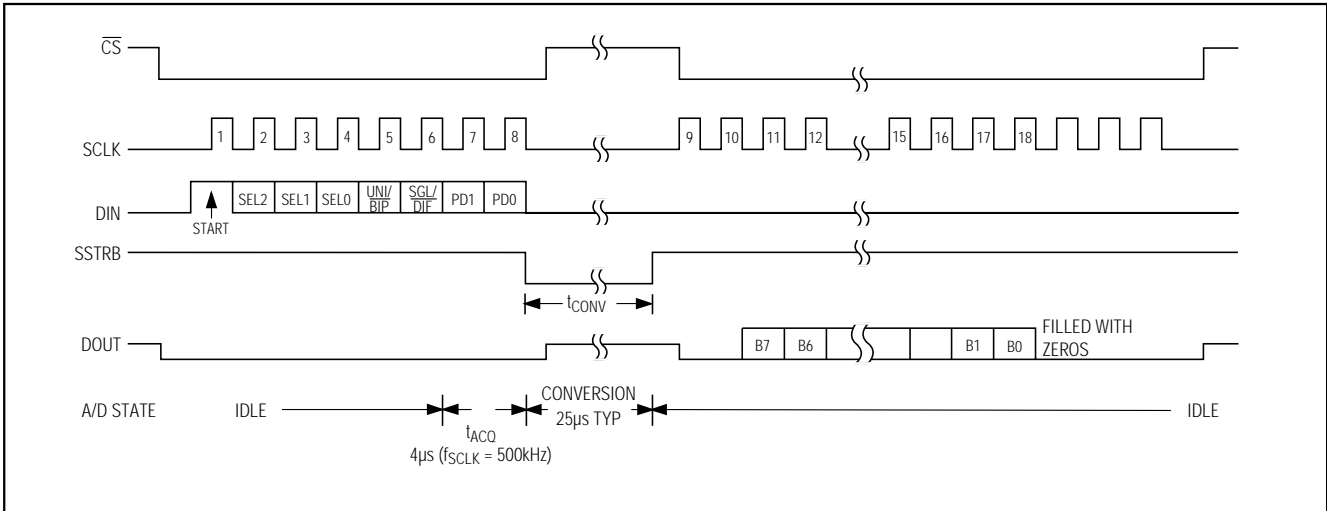 CS
SCLK 1 2 3 4 5 6 7 8 9 10 11 12 15 16 17 18
DIN SEL2 SEL1 SEL0 UNI/BIP SGL/DIF PD1 PD0
START
SSTRB
tCONV
DOUT B7 B6 B1 B0 FILLED WITH ZEROS
A/D STATE IDLE CONVERSION IDLE
25µs TYP
tACQ
4µs (fSCLK = 500kHz)